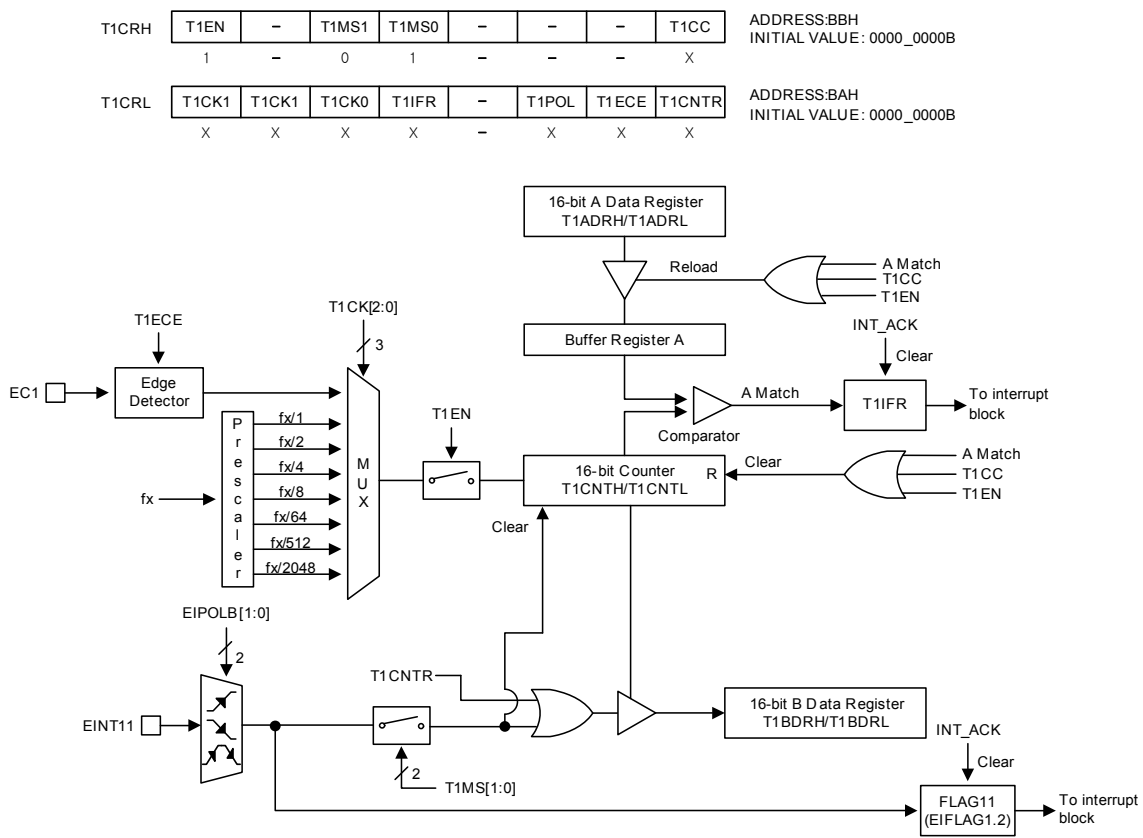 T1CRH T1EN – T1MS1 T1MS0 – – – T1CC ADDRESS:BBH
INITIAL VALUE : 0000_0000B
1 – 0 1 – – – X
T1CRL T1CK1 T1CK1 T1CK0 T1IFR – T1POL T1ECE T1CNTR ADDRESS:BAH
INITIAL VALUE : 0000_0000B
X X X X – X X X
16-bit A Data Register
T1ADRH/T1ADRL
Reload
A Match
T1CC
T1EN
T1CK[2:0]
3
T1ECE
Buffer Register A
INT_ACK
Clear
EC1
Edge
Detector
A Match
T1IFR
To interrupt
block
Comparator
T1EN
Prescaler
fx/1
fx/2
fx/4
fx/8
fx/64
fx/512
fx/2048
fx
MUX
16-bit Counter
T1CNTH/T1CNTL
R
Clear
A Match
T1CC
T1EN
Clear
EIPOLB[1:0]
2
T1CNTR
EINT11
16-bit B Data Register
T1BDRH/T1BDRL
2
T1MS[1:0]
INT_ACK
Clear
FLAG11
(EIFLAG1.2)
To interrupt
block